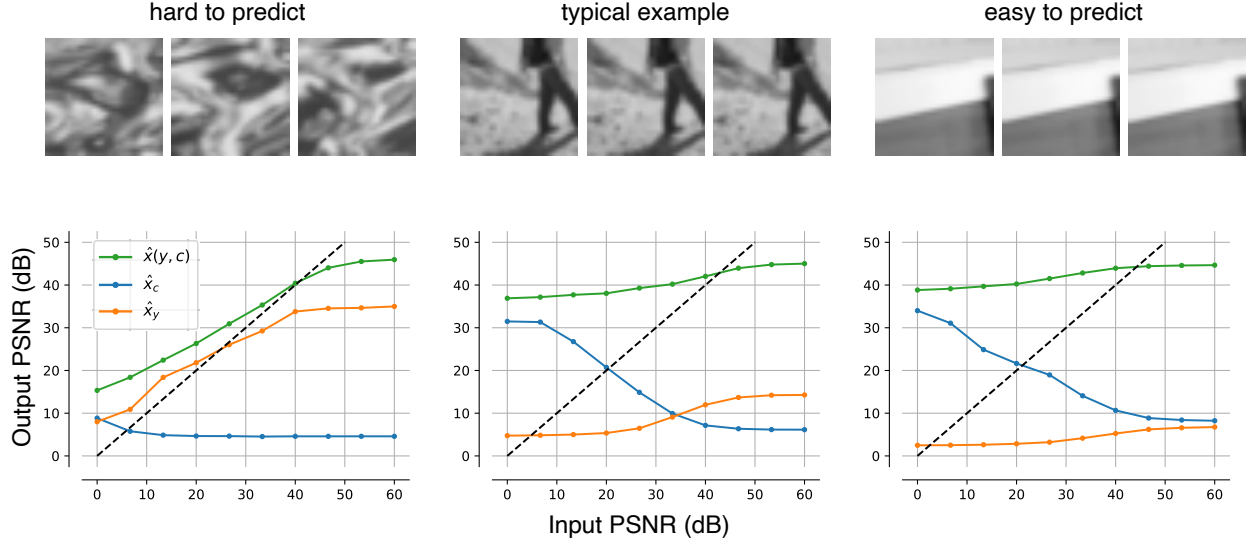 hard to predict
typical example
easy to predict
Output PSNR (dB)
50
40
30
20
10
0
x̂(y, c)
x̂_c
x̂_y
0 10 20 30 40 50 60
50
40
30
20
10
0
0 10 20 30 40 50 60
50
40
30
20
10
0
0 10 20 30 40 50 60
Input PSNR (dB)